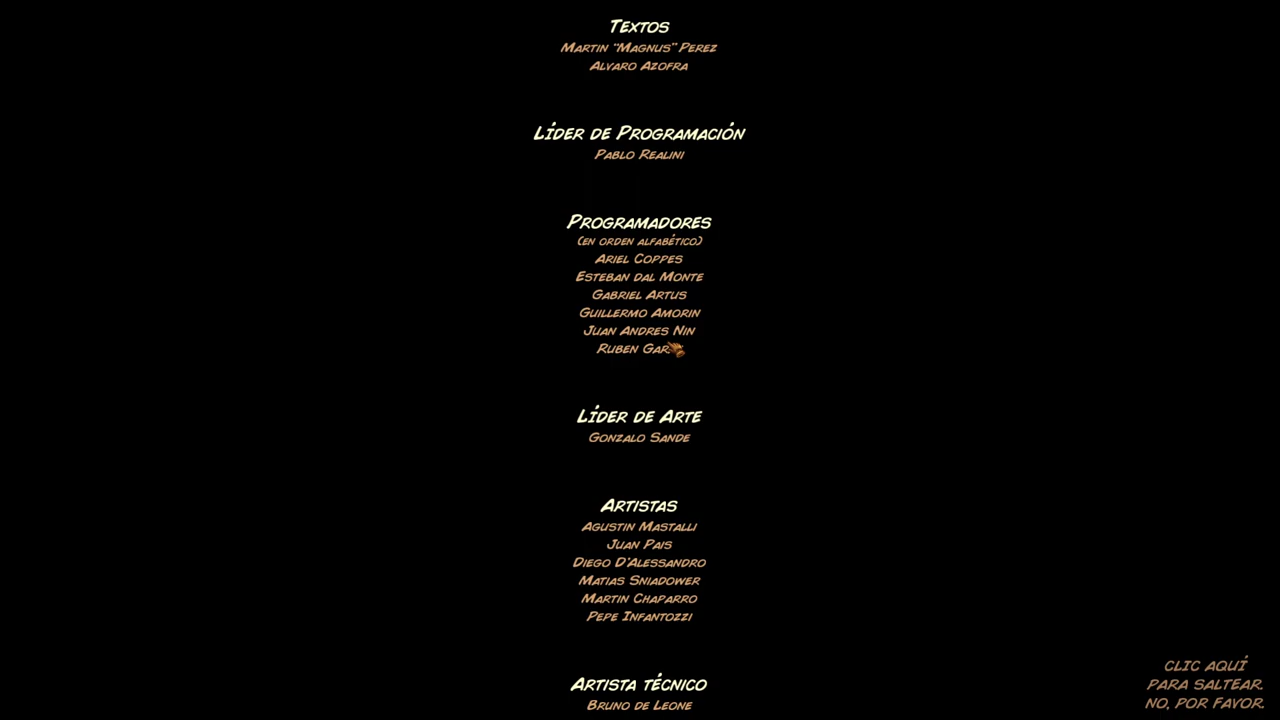 TEXTOS
MARTIN "MAGNUS" PEREZ
ALVARO AZOFRA
LÍDER DE PROGRAMACIÓN
PABLO REALINI
PROGRAMADORES
(EN ORDEN ALFABÉTICO)
ARIEL COPPES
ESTEBAN DAL MONTE
GABRIEL ARTUS
GUILLERMO AMORIN
JUAN ANDRES NIN
RUBEN
LÍDER DE ARTE
GONZALO SANDE
ARTISTAS
AGUSTIN MASTALLI
JUAN PAIS
DIEGO D'ALESSANDRO
MATIAS SNIADOWER
MARTIN CHAPARRO
PEPE INFANTOZZI
ARTISTA TÉCNICO
BRUNO DE LEONE
CLIC AQUÍ
PARA SALTEAR.
NO, POR FAVOR.